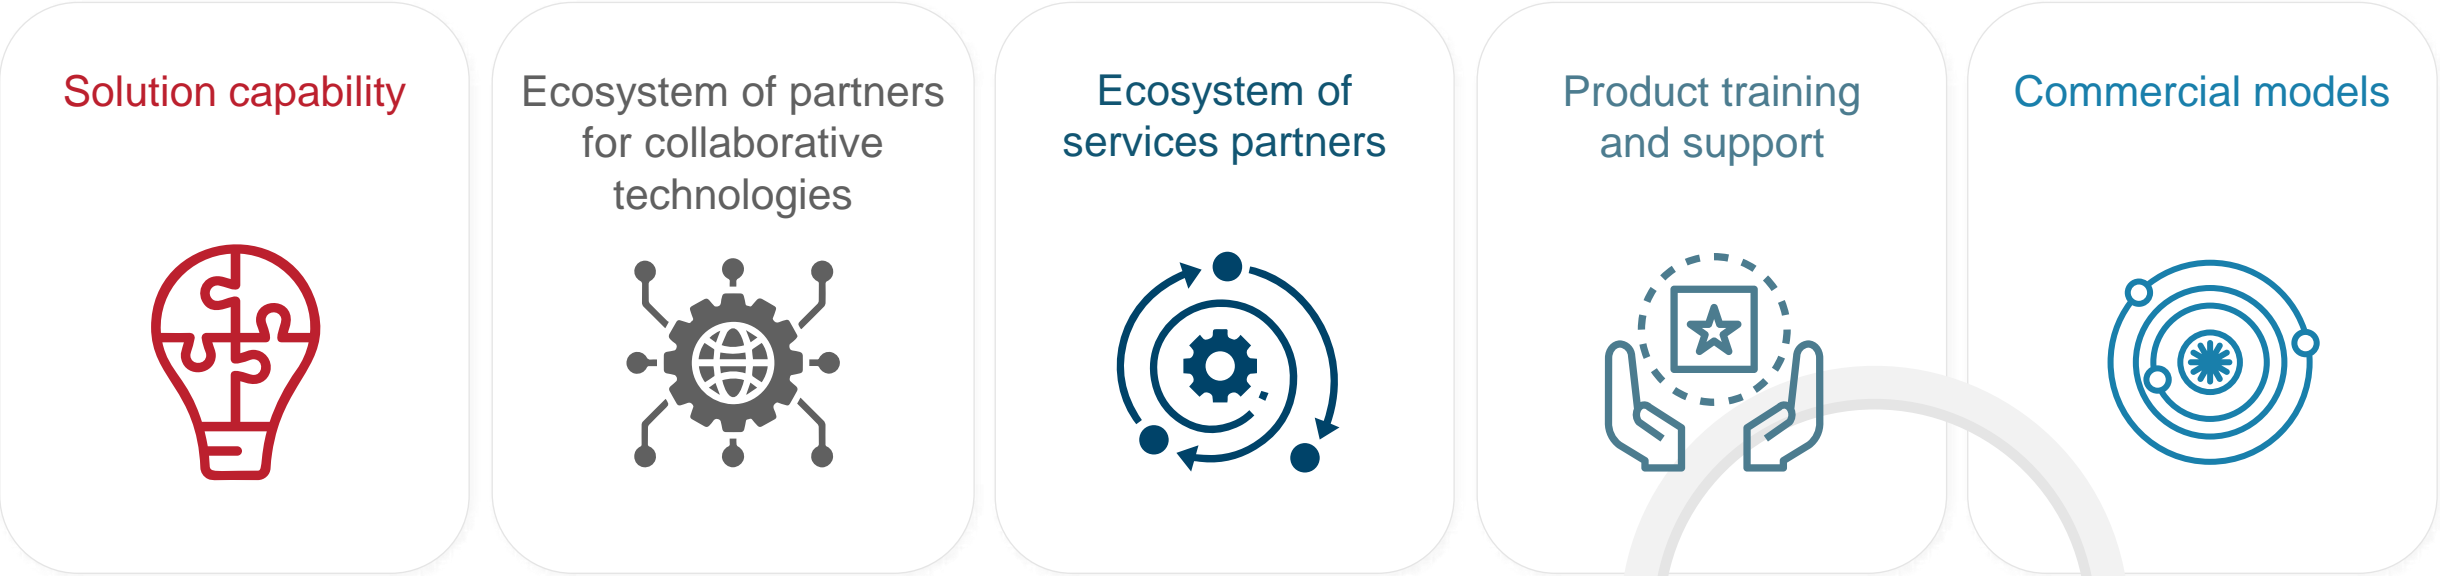 Solution capability
Ecosystem of partners
for collaborative
technologies
Ecosystem of
services partners
Product training
and support
Commercial models